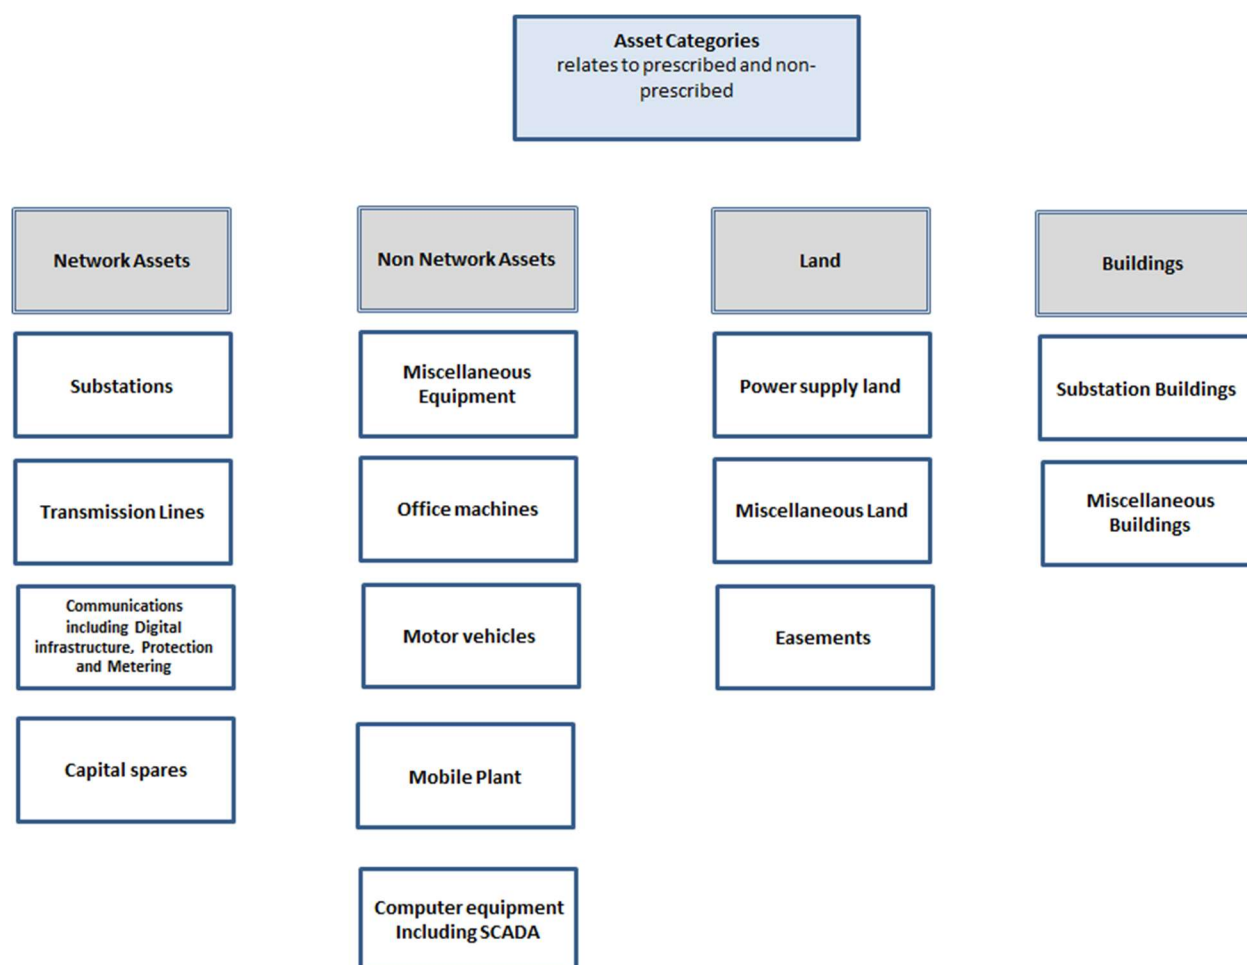 Asset Categories
relates to prescribed and non-
prescribed
Network Assets
Substations
Transmission Lines
Communications
including Digital
infrastructure, Protection
and Metering
Capital spares
Non Network Assets
Miscellaneous
Equipment
Office machines
Motor vehicles
Mobile Plant
Computer equipment
Including SCADA
Land
Power supply land
Miscellaneous Land
Easements
Buildings
Substation Buildings
Miscellaneous
Buildings